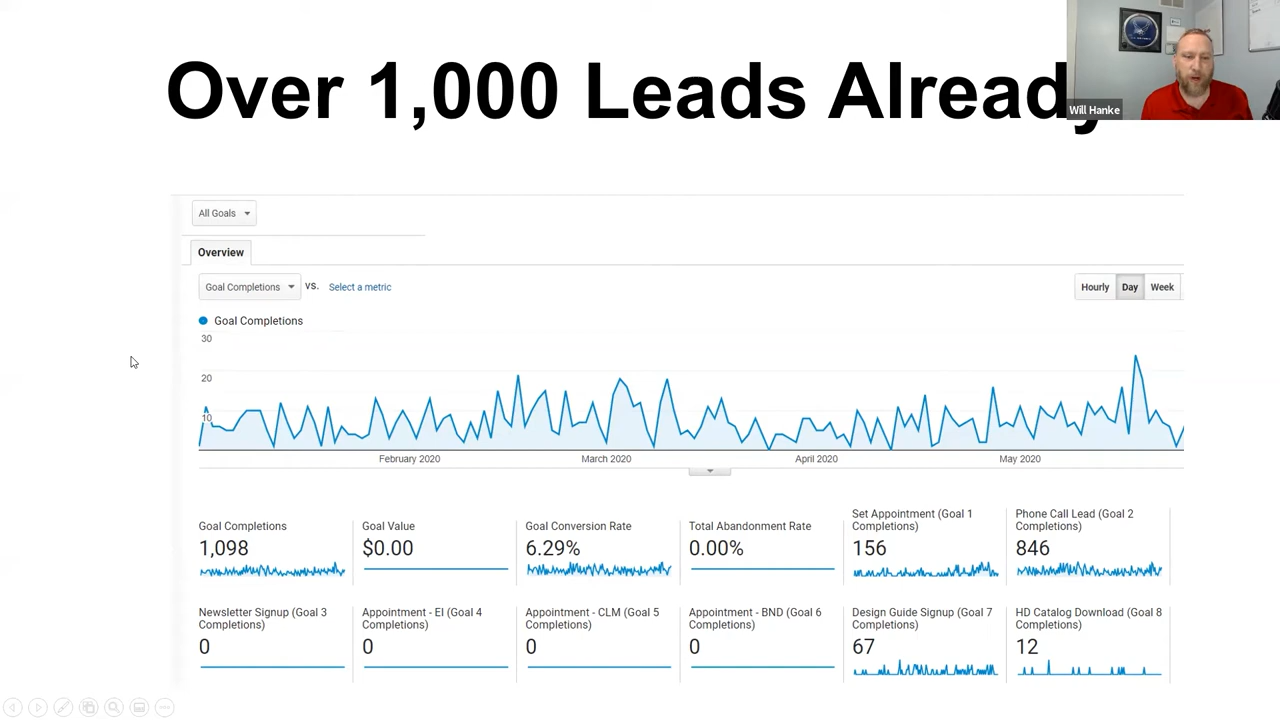 Over 1,000 Leads Already
Will Hanke
All Goals
Overview
Goal Completions vs. Select a metric
Hourly Day Week
Goal Completions
30
20
10
February 2020 March 2020 April 2020 May 2020
Goal Completions
1,098
Goal Value
$0.00
Goal Conversion Rate
6.29%
Total Abandonment Rate
0.00%
Set Appointment (Goal 1
Completions)
156
Phone Call Lead (Goal 2
Completions)
846
Newsletter Signup (Goal 3
Completions)
0
Appointment - EI (Goal 4
Completions)
0
Appointment - CLM (Goal 5
Completions)
0
Appointment - BND (Goal 6
Completions)
0
Design Guide Signup (Goal 7
Completions)
67
HD Catalog Download (Goal 8
Completions)
12